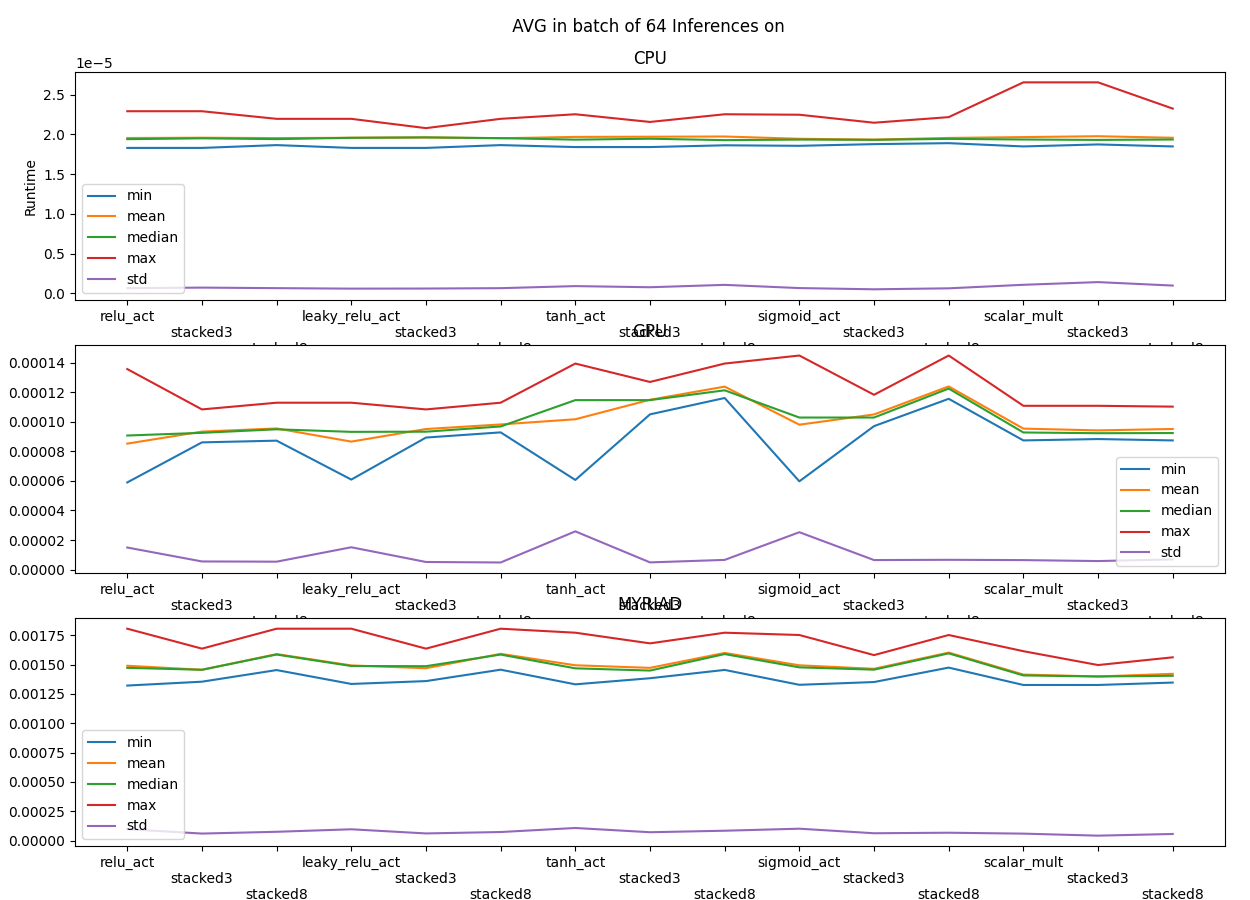 AVG in batch of 64 Inferences on
CPU
1e−5
2.5
2.0
1.5
1.0
0.5
0.0
Runtime
min
mean
median
max
std
relu_act leaky_relu_act tanh_act sigmoid_act scalar_mult
stacked3 stacked3 stacked3 stacked3 stacked3
GPU
0.00014
0.00012
0.00010
0.00008
0.00006
0.00004
0.00002
0.00000
min
mean
median
max
std
relu_act leaky_relu_act tanh_act sigmoid_act scalar_mult
stacked3 stacked3 stacked3 stacked3 stacked3
MYRIAD
0.00175
0.00150
0.00125
0.00100
0.00075
0.00050
0.00025
0.00000
min
mean
median
max
std
relu_act leaky_relu_act tanh_act sigmoid_act scalar_mult
stacked3 stacked3 stacked3 stacked3 stacked3
stacked8 stacked8 stacked8 stacked8 stacked8